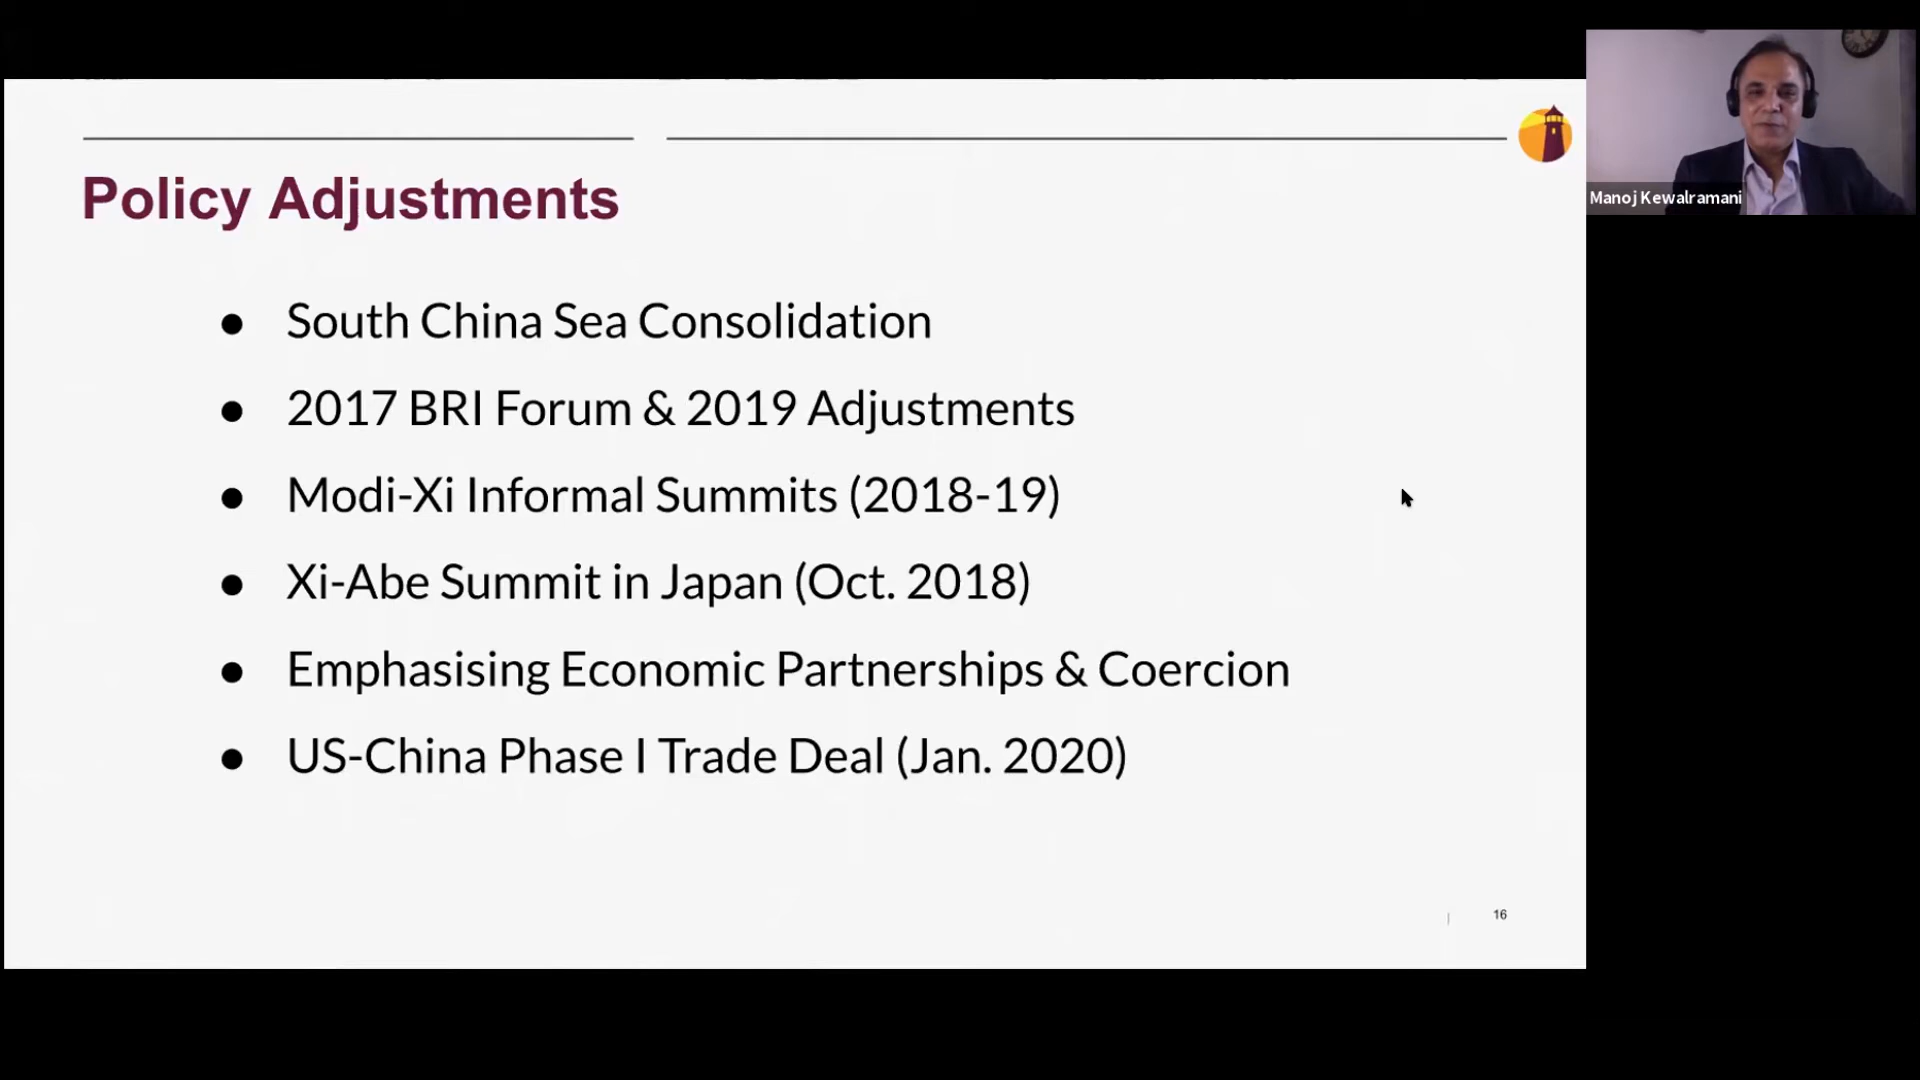 Policy Adjustments
● South China Sea Consolidation
● 2017 BRI Forum & 2019 Adjustments
● Modi-Xi Informal Summits (2018-19)
● Xi-Abe Summit in Japan (Oct. 2018)
● Emphasising Economic Partnerships & Coercion
● US-China Phase I Trade Deal (Jan. 2020)
| 16
Manoj Kewalramani